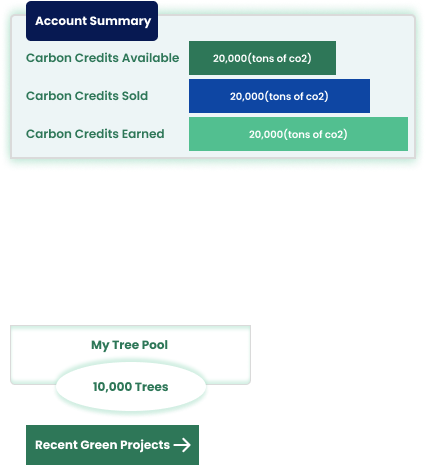 Account Summary
Carbon Credits Available 20,000(tons of co2)
Carbon Credits Sold 20,000(tons of co2)
Carbon Credits Earned 20,000(tons of co2)
My Tree Pool
10,000 Trees
Recent Green Projects